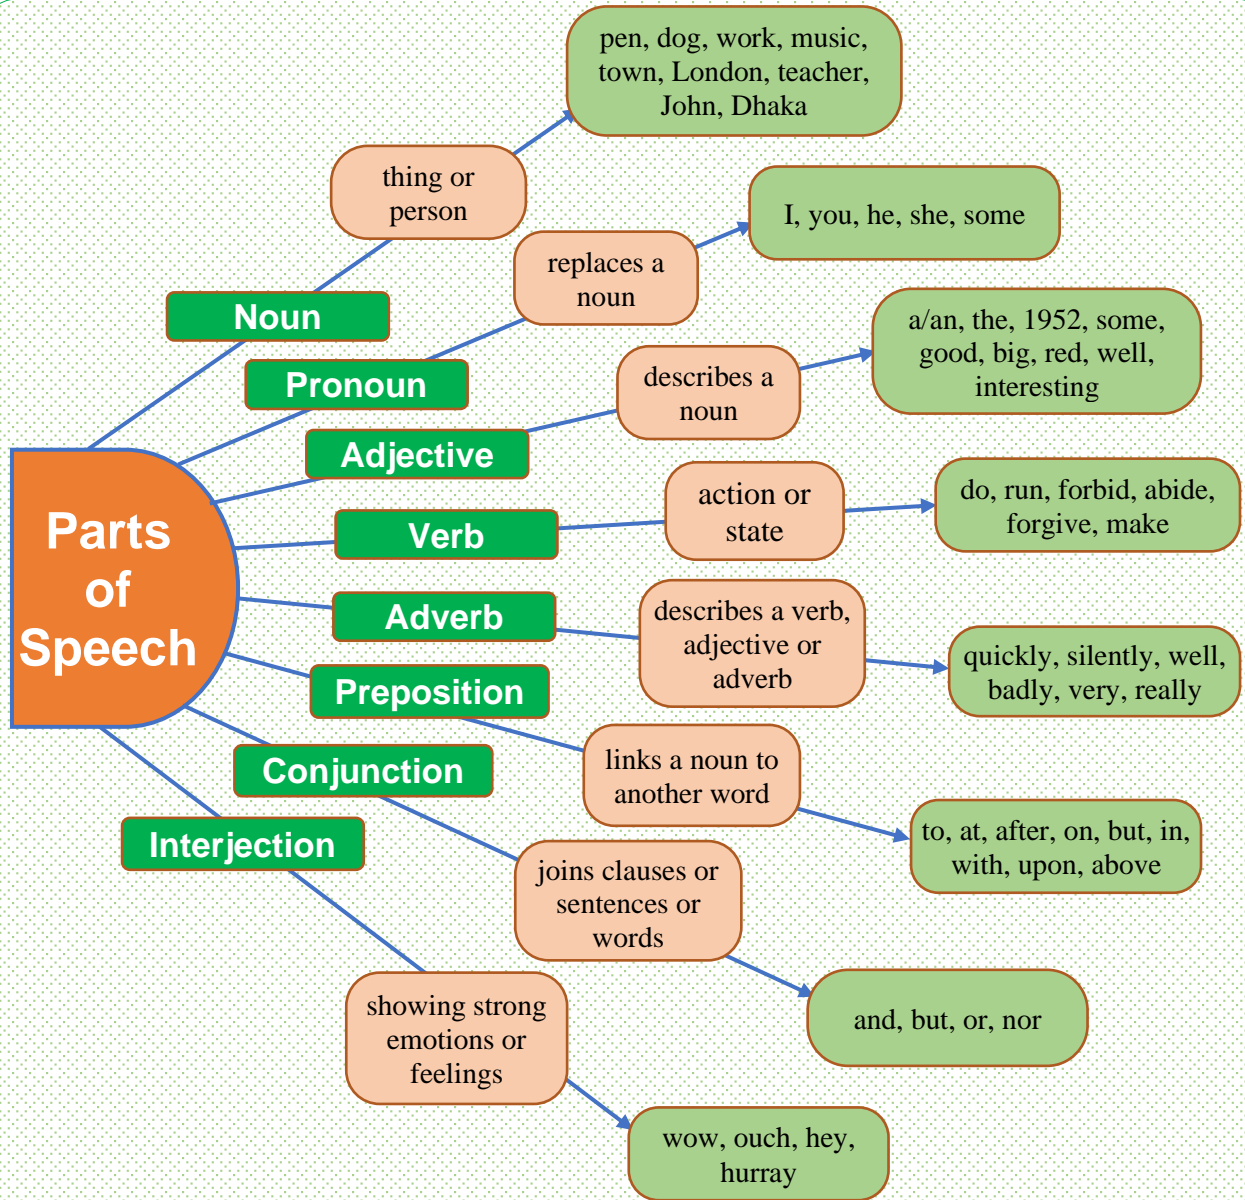 Parts
of
Speech
Noun
thing or
person
pen, dog, work, music,
town, London, teacher,
John, Dhaka
Pronoun
replaces a
noun
I, you, he, she, some
Adjective
describes a
noun
a/an, the, 1952, some,
good, big, red, well,
interesting
Verb
action or
state
do, run, forbid, abide,
forgive, make
Adverb
describes a verb,
adjective or
adverb
quickly, silently, well,
badly, very, really
Preposition
links a noun to
another word
to, at, after, on, but, in,
with, upon, above
Conjunction
joins clauses or
sentences or
words
and, but, or, nor
Interjection
showing strong
emotions or
feelings
wow, ouch, hey,
hurray